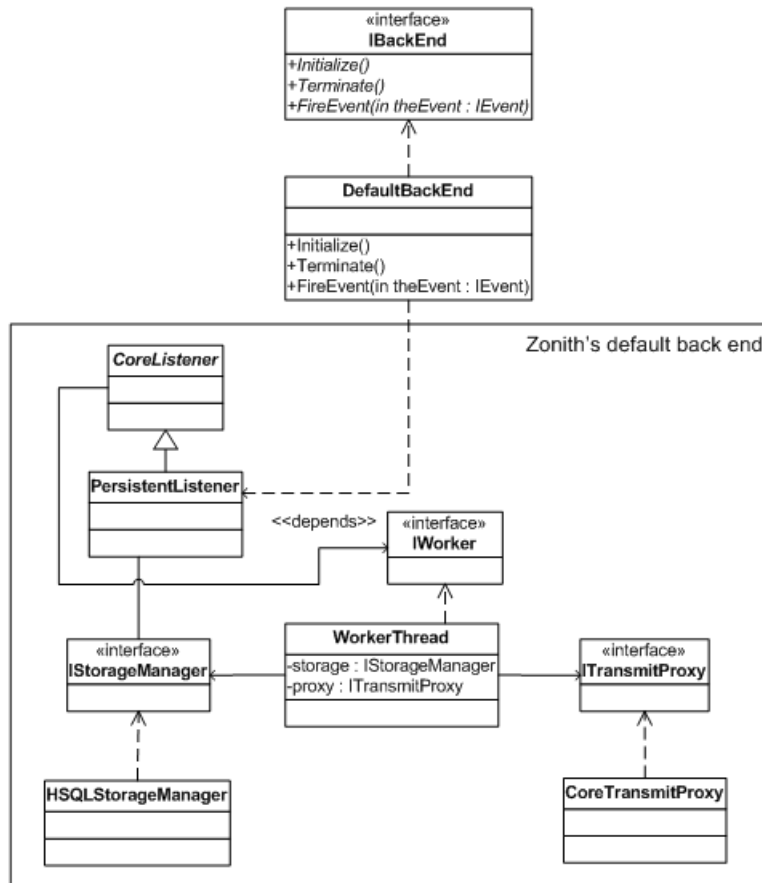 «interface»
IBackEnd
+Initialize()
+Terminate()
+FireEvent(in theEvent : IEvent)
DefaultBackEnd
+Initialize()
+Terminate()
+FireEvent(in theEvent : IEvent)
Zonith's default back end
CoreListener
PersistentListener
<<depends>>
«interface»
IWorker
WorkerThread
-storage : IStorageManager
-proxy : ITransmitProxy
«interface»
IStorageManager
«interface»
ITransmitProxy
HSQLStorageManager
CoreTransmitProxy